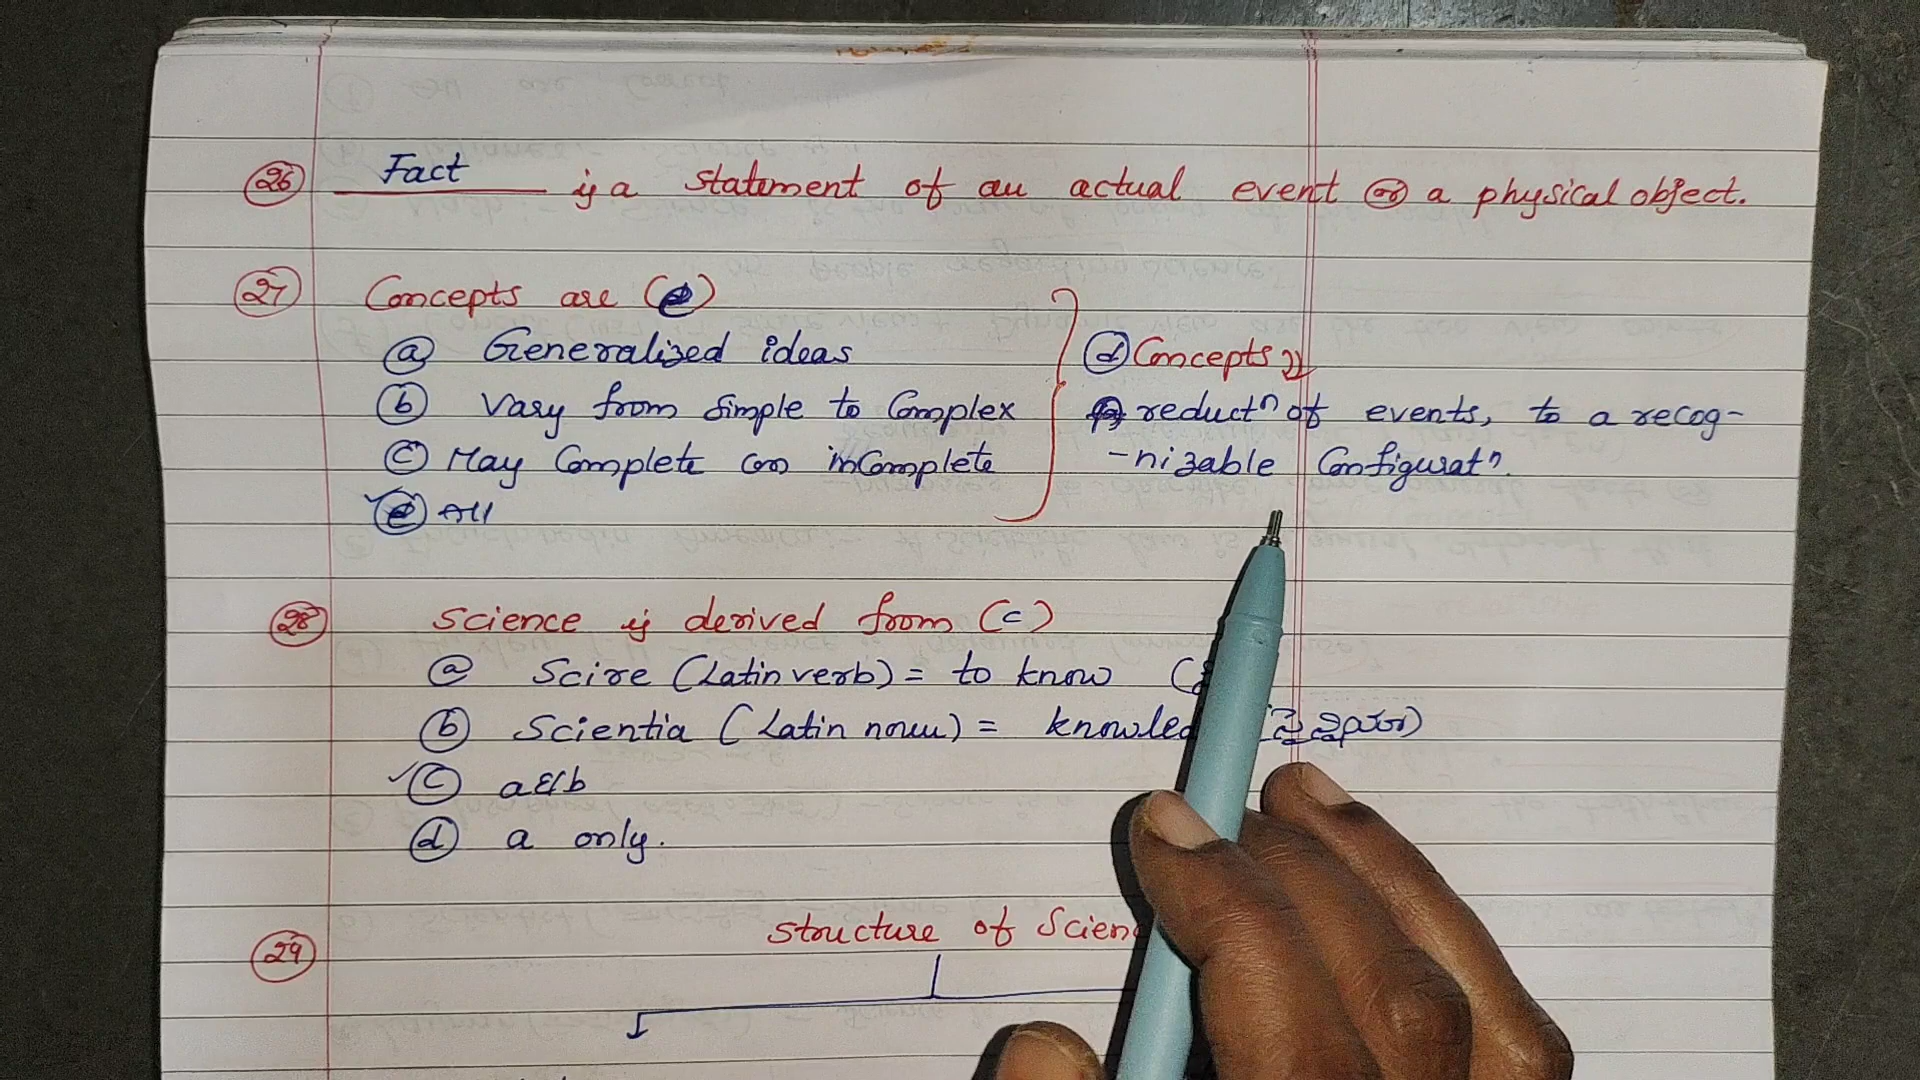 26 Fact is a statement of an actual event or a physical object.
27 Concepts are (e)
a Generalized ideas
b Vary from simple to Complex
c May Complete or inComplete
e All
d Concepts
reductⁿ of events, to a recog-
-nizable Configuratⁿ.
28 Science is derived from (c)
a Scire (Latin verb) = to know (
b Scientia (Latin noun) = knowled
c a & b
d a only.
29 Structure of Scienc